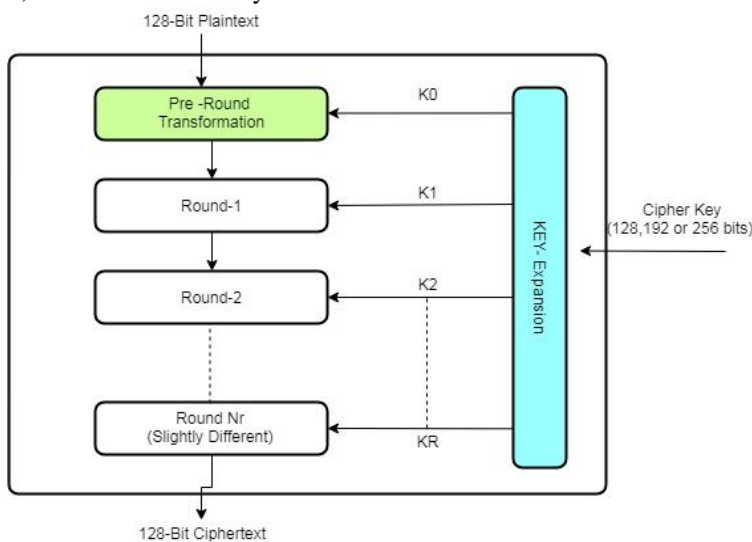 128-Bit Plaintext
Pre -Round
Transformation
K0
Round-1
K1
Cipher Key
(128,192 or 256 bits)
KEY- Expansion
Round-2
K2
Round Nr
(Slightly Different)
KR
128-Bit Ciphertext